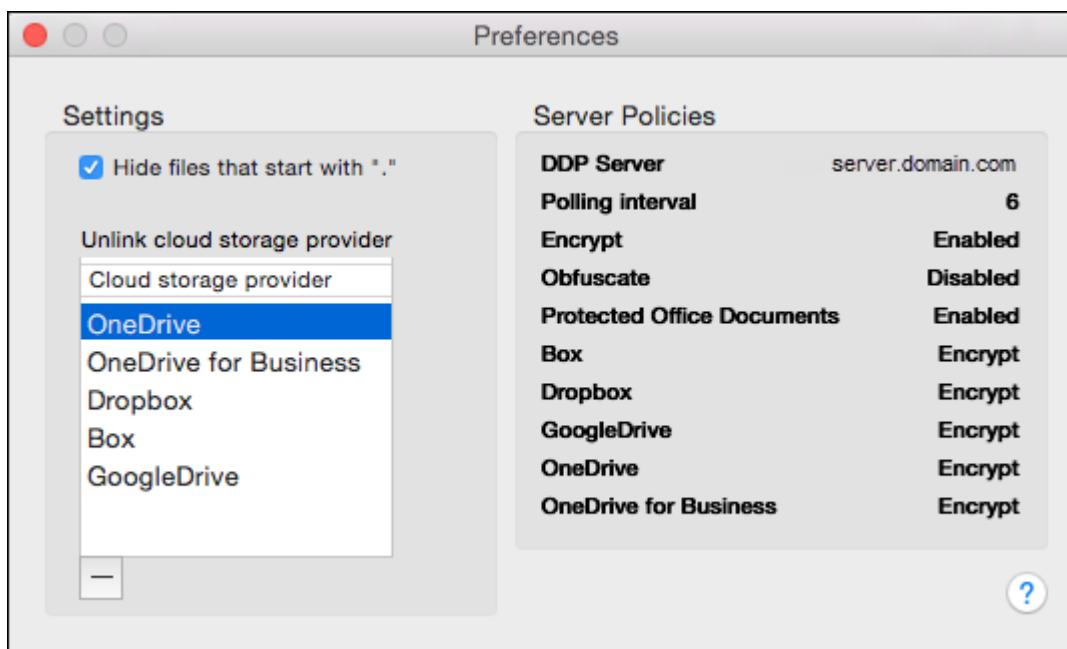 Preferences
Settings
Hide files that start with "."
Unlink cloud storage provider
Cloud storage provider
OneDrive
OneDrive for Business
Dropbox
Box
GoogleDrive
—
Server Policies
DDP Server server.domain.com
Polling interval 6
Encrypt Enabled
Obfuscate Disabled
Protected Office Documents Enabled
Box Encrypt
Dropbox Encrypt
GoogleDrive Encrypt
OneDrive Encrypt
OneDrive for Business Encrypt
?